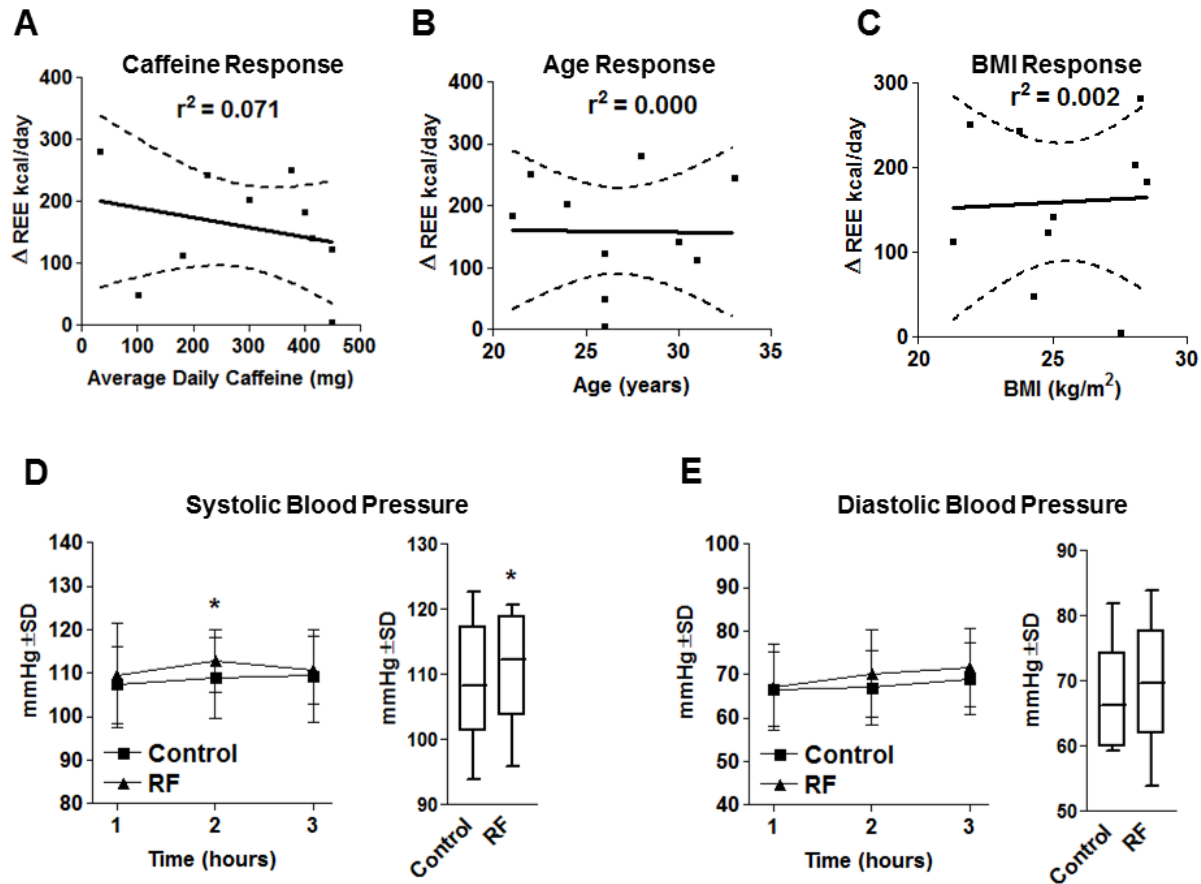 A
Caffeine Response
r² = 0.071
Δ REE kcal/day
400
300
200
100
0
0 100 200 300 400 500
Average Daily Caffeine (mg)
B
Age Response
r² = 0.000
Δ REE kcal/day
400
300
200
100
0
20 25 30 35
Age (years)
C
BMI Response
r² = 0.002
Δ REE kcal/day
300
200
100
0
20 25 30
BMI (kg/m²)
D
Systolic Blood Pressure
mmHg ±SD
140
130
120
110
100
90
80
*
Control
RF
1 2 3
Time (hours)
mmHg ±SD
130
120
110
100
90
*
Control
RF
E
Diastolic Blood Pressure
mmHg ±SD
100
90
80
70
60
50
40
Control
RF
1 2 3
Time (hours)
mmHg ±SD
90
80
70
60
50
Control
RF